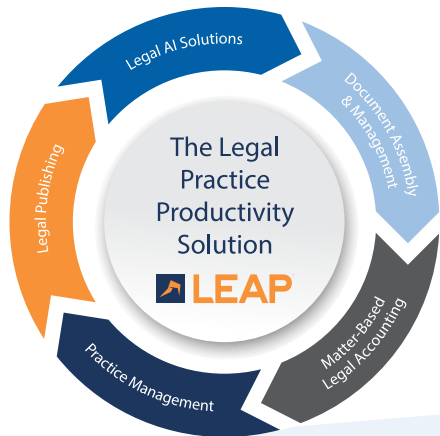 The Legal
Practice
Productivity
Solution
LEAP
Legal AI Solutions
Document Assembly
& Management
Matter-Based
Legal Accounting
Practice Management
Legal Publishing